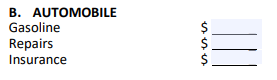 B. AUTOMOBILE
Gasoline $
Repairs $
Insurance $